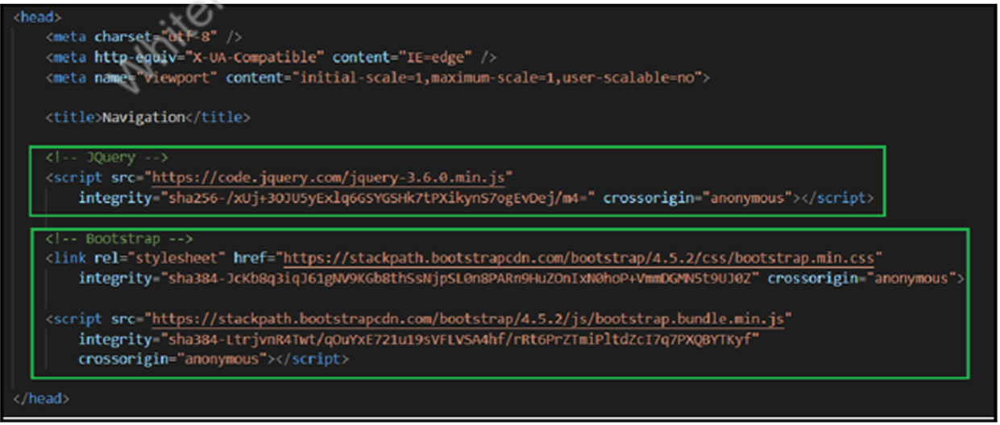 <head>
    <meta charset="utf-8" />
    <meta http-equiv="X-UA-Compatible" content="IE=edge" />
    <meta name="viewport" content="initial-scale=1,maximum-scale=1,user-scalable=no">
    <title>Navigation</title>
    <!-- JQuery -->
    <script src="https://code.jquery.com/jquery-3.6.0.min.js"
        integrity="sha256-/xUj+3OJU5yExlq6GSYGSHk7tPXikynS7ogEvDej/m4=" crossorigin="anonymous"></script>
    <!-- Bootstrap -->
    <link rel="stylesheet" href="https://stackpath.bootstrapcdn.com/bootstrap/4.5.2/css/bootstrap.min.css"
        integrity="sha384-JcKb8q3iqJ61gNV9KGb8thSsNjpSL0n8PARn9HuZOnIxN0hoP+VmmDGMN5t9UJ0Z" crossorigin="anonymous">
    <script src="https://stackpath.bootstrapcdn.com/bootstrap/4.5.2/js/bootstrap.bundle.min.js"
        integrity="sha384-LtrjvnR4Twt/qOuYxE721u19sVFLVSA4hf/rRt6PrZTmiPltdZcI7q7PXQBYTKyf"
        crossorigin="anonymous"></script>
</head>